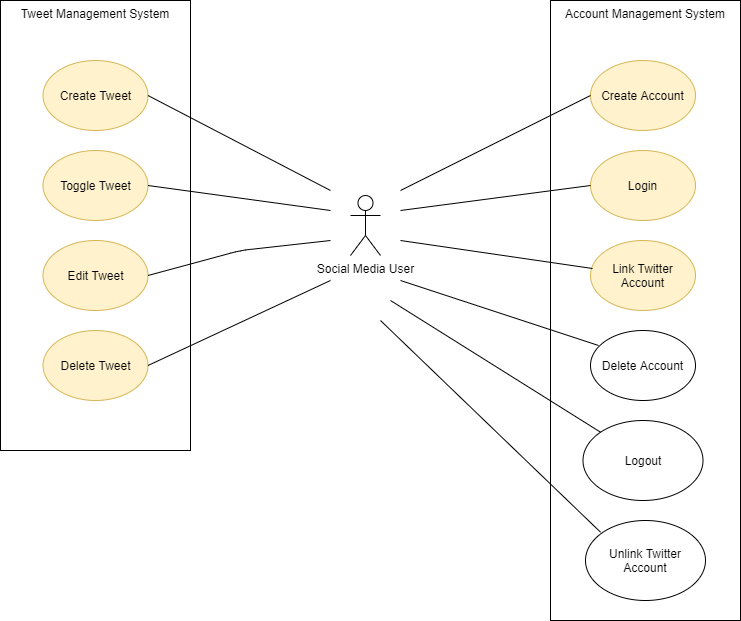 Tweet Management System
Create Tweet
Toggle Tweet
Edit Tweet
Delete Tweet
Social Media User
Account Management System
Create Account
Login
Link Twitter
Account
Delete Account
Logout
Unlink Twitter
Account